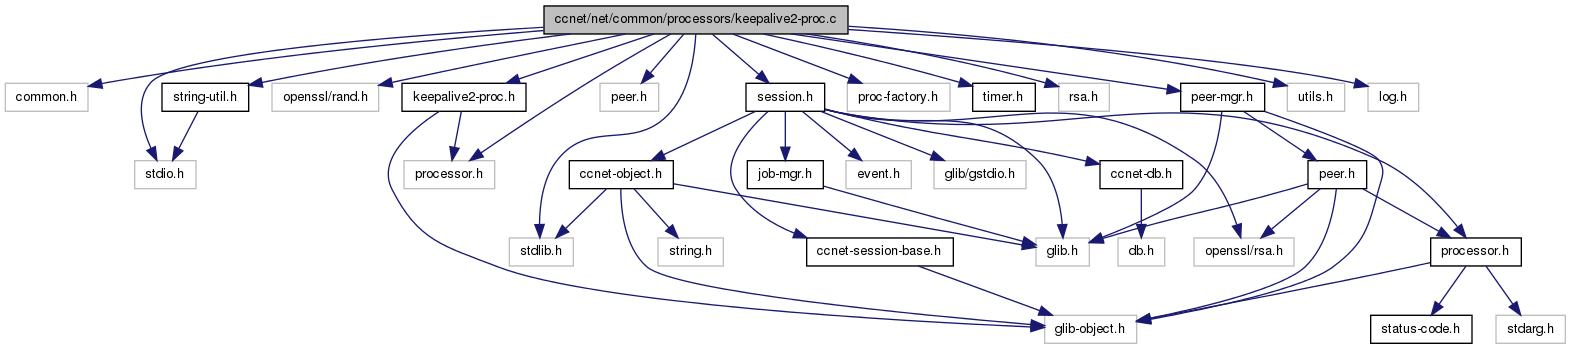 ccnet/net/common/processors/keepalive2-proc.c
common.h
string-util.h
openssl/rand.h
keepalive2-proc.h
peer.h
session.h
proc-factory.h
timer.h
rsa.h
peer-mgr.h
utils.h
log.h
stdio.h
processor.h
ccnet-object.h
job-mgr.h
event.h
glib/gstdio.h
ccnet-db.h
peer.h
stdlib.h
string.h
ccnet-session-base.h
glib.h
db.h
openssl/rsa.h
processor.h
glib-object.h
status-code.h
stdarg.h